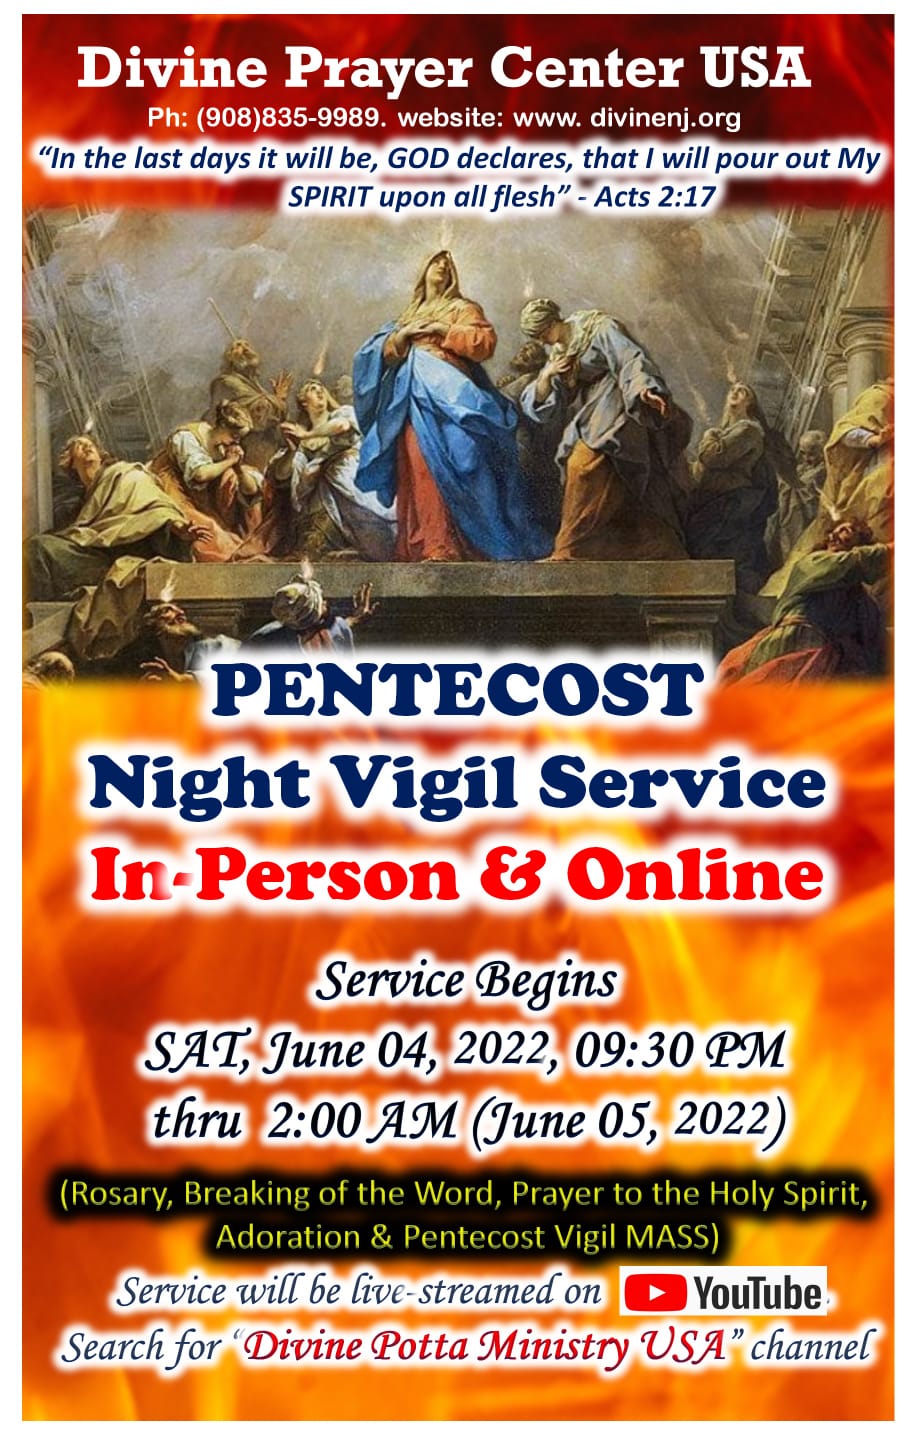 Divine Prayer Center USA
Ph: (908)835-9989. website: www. divinenj.org
“In the last days it will be, GOD declares, that I will pour out My
SPIRIT upon all flesh” - Acts 2:17
PENTECOST
Night Vigil Service
In-Person & Online
Service Begins
SAT, June 04, 2022, 09:30 PM
thru 2:00 AM (June 05, 2022)
(Rosary, Breaking of the Word, Prayer to the Holy Spirit,
Adoration & Pentecost Vigil MASS)
Service will be live-streamed on YouTube.
Search for “Divine Potta Ministry USA” channel